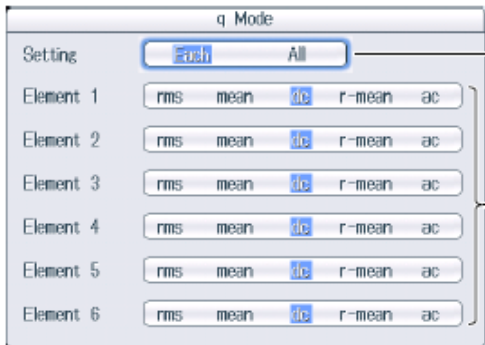 q Mode
Setting Each All
Element 1 rms mean dc r-mean ac
Element 2 rms mean dc r-mean ac
Element 3 rms mean dc r-mean ac
Element 4 rms mean dc r-mean ac
Element 5 rms mean dc r-mean ac
Element 6 rms mean dc r-mean ac